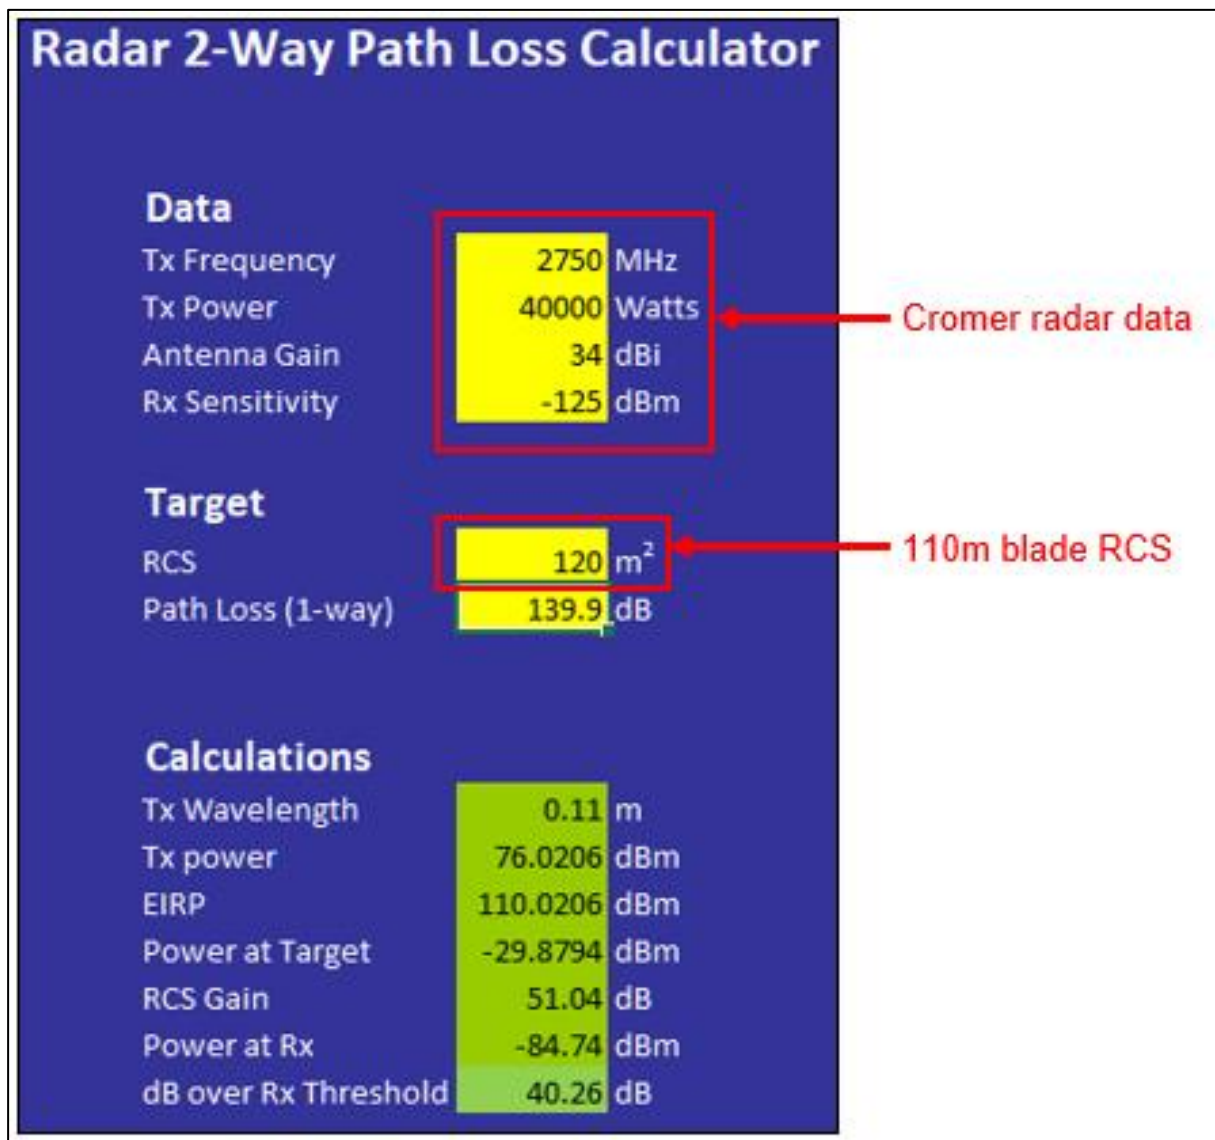 Radar 2-Way Path Loss Calculator
Data
Tx Frequency 2750 MHz
Tx Power 40000 Watts
Cromer radar data
Antenna Gain 34 dBi
Rx Sensitivity -125 dBm
Target
RCS 120 m²
110m blade RCS
Path Loss (1-way) 139.9 dB
Calculations
Tx Wavelength 0.11 m
Tx power 76.0206 dBm
EIRP 110.0206 dBm
Power at Target -29.8794 dBm
RCS Gain 51.04 dB
Power at Rx -84.74 dBm
dB over Rx Threshold 40.26 dB